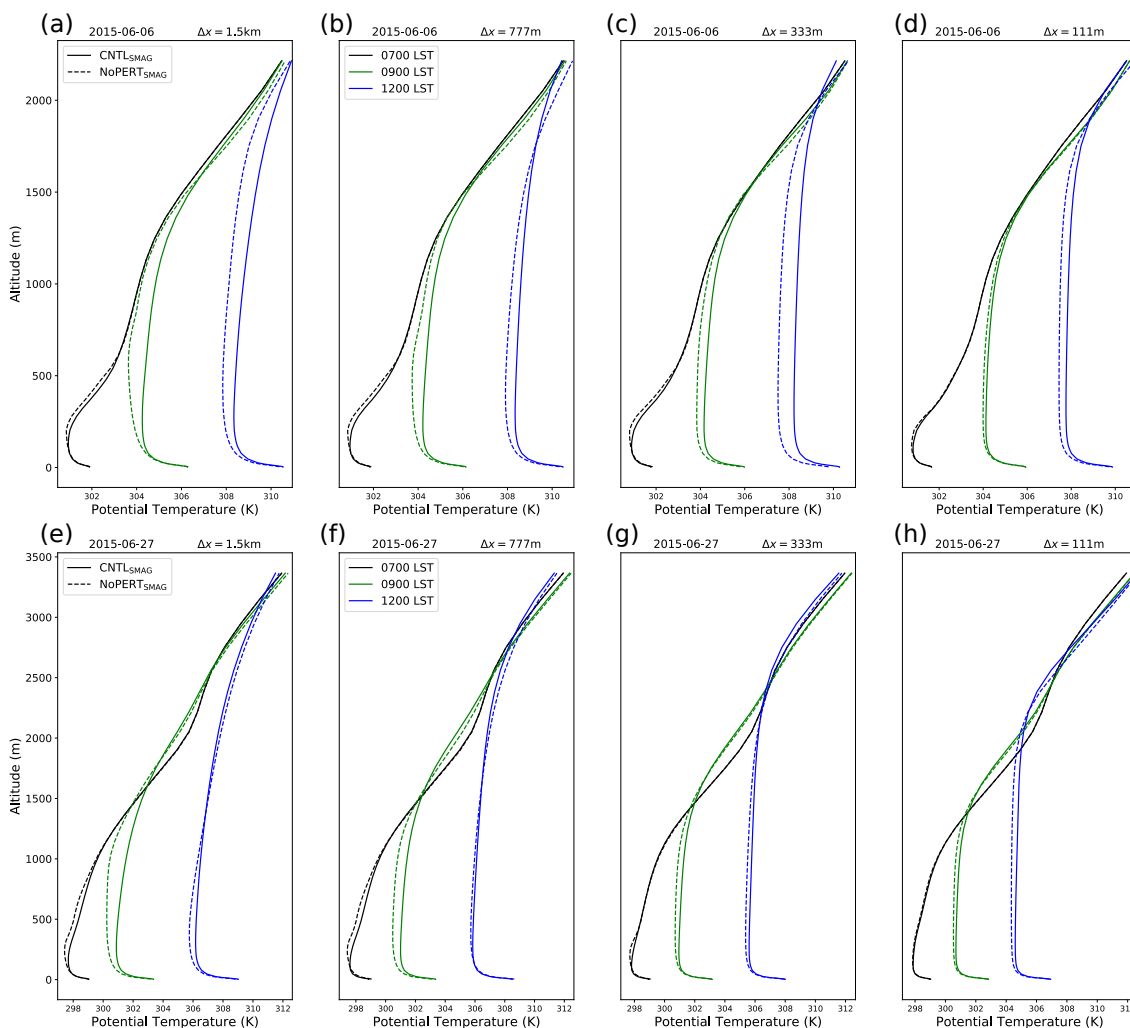 (a) (b) (c) (d)
2015-06-06 Δx = 1.5km 2015-06-06 Δx = 777m 2015-06-06 Δx = 333m 2015-06-06 Δx = 111m
CNTL_SMAG 0700 LST
NoPERT_SMAG 0900 LST
1200 LST
2000
1500
1000
500
0
Altitude (m)
302 304 306 308 310 302 304 306 308 310 302 304 306 308 310 302 304 306 308 310
Potential Temperature (K) Potential Temperature (K) Potential Temperature (K) Potential Temperature (K)
(e) (f) (g) (h)
2015-06-27 Δx = 1.5km 2015-06-27 Δx = 777m 2015-06-27 Δx = 333m 2015-06-27 Δx = 111m
CNTL_SMAG 0700 LST
NoPERT_SMAG 0900 LST
1200 LST
3500
3000
2500
2000
1500
1000
500
0
Altitude (m)
298 300 302 304 306 308 310 312 298 300 302 304 306 308 310 312 298 300 302 304 306 308 310 312 298 300 302 304 306 308 310 312
Potential Temperature (K) Potential Temperature (K) Potential Temperature (K) Potential Temperature (K)